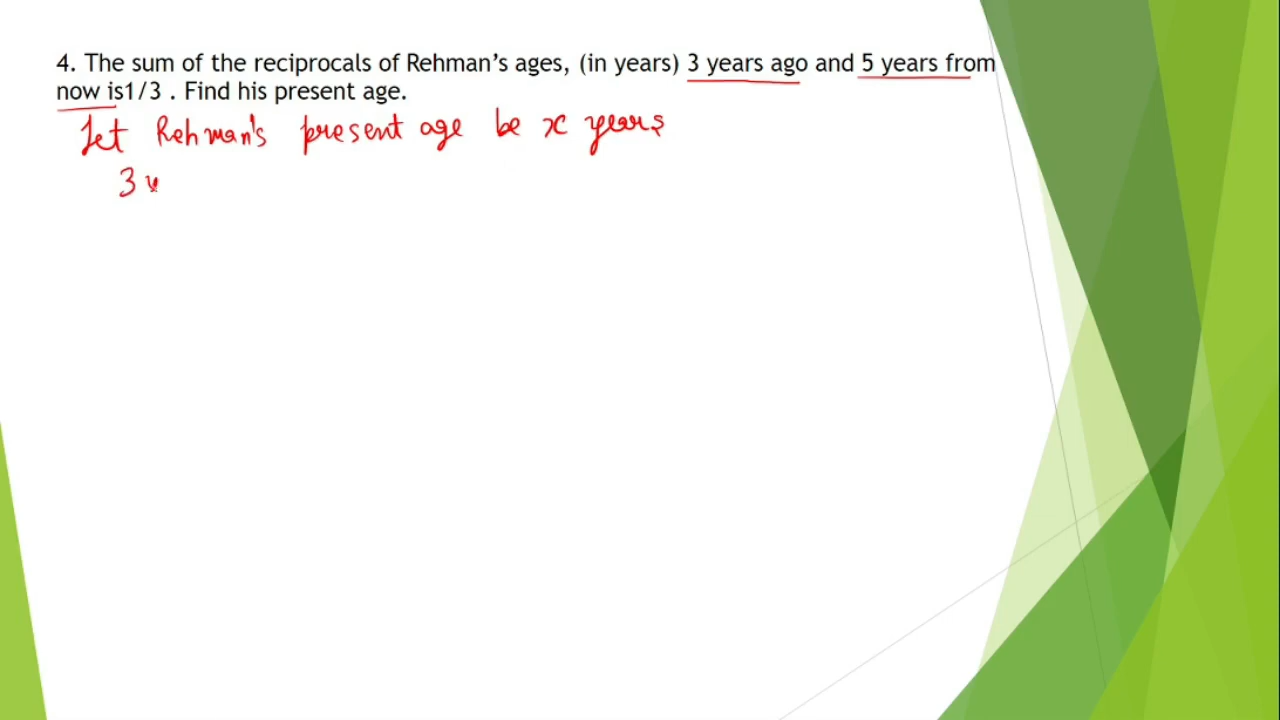 4. The sum of the reciprocals of Rehman's ages, (in years) 3 years ago and 5 years from
now is1/3 . Find his present age.
Let Rehman's present age be x years
3 y